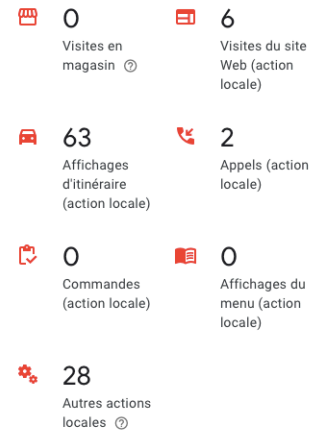 0
Visites en
magasin
6
Visites du site
Web (action
locale)
63
Affichages
d'itinéraire
(action locale)
2
Appels (action
locale)
0
Commandes
(action locale)
0
Affichages du
menu (action
locale)
28
Autres actions
locales